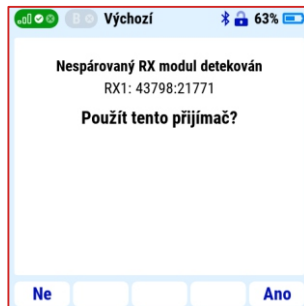 B Výchozí 63%
Nespárovaný RX modul detekován
RX1: 43798:21771
Použít tento přijímač?
Ne Ano